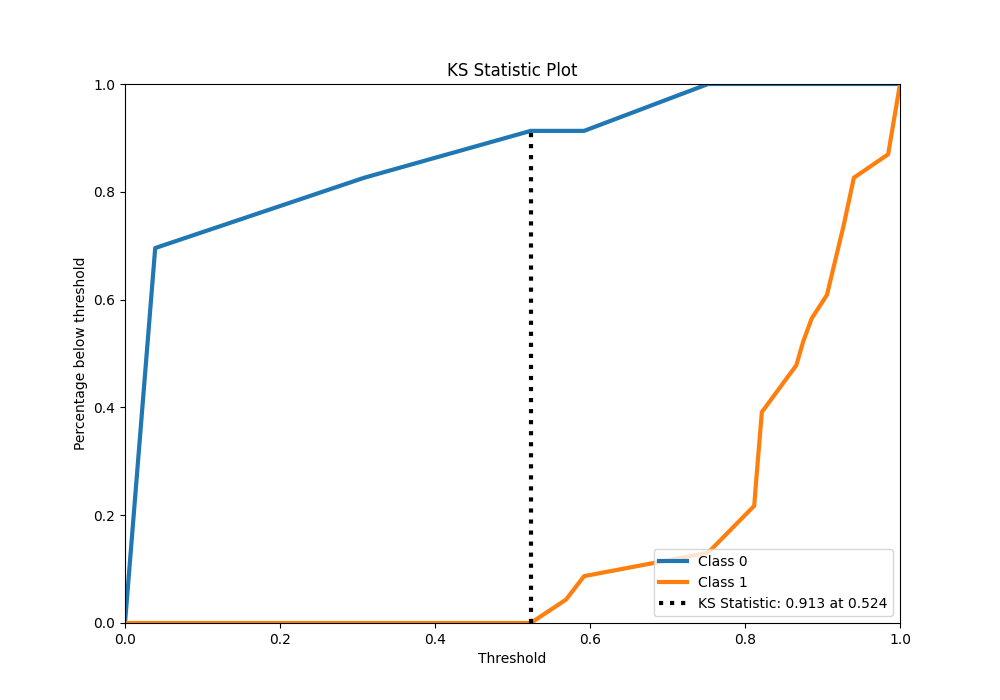 KS Statistic Plot
1.0
0.8
0.6
0.4
0.2
0.0
Percentage below threshold
0.0 0.2 0.4 0.6 0.8 1.0
Threshold
Class 0
Class 1
KS Statistic: 0.913 at 0.524